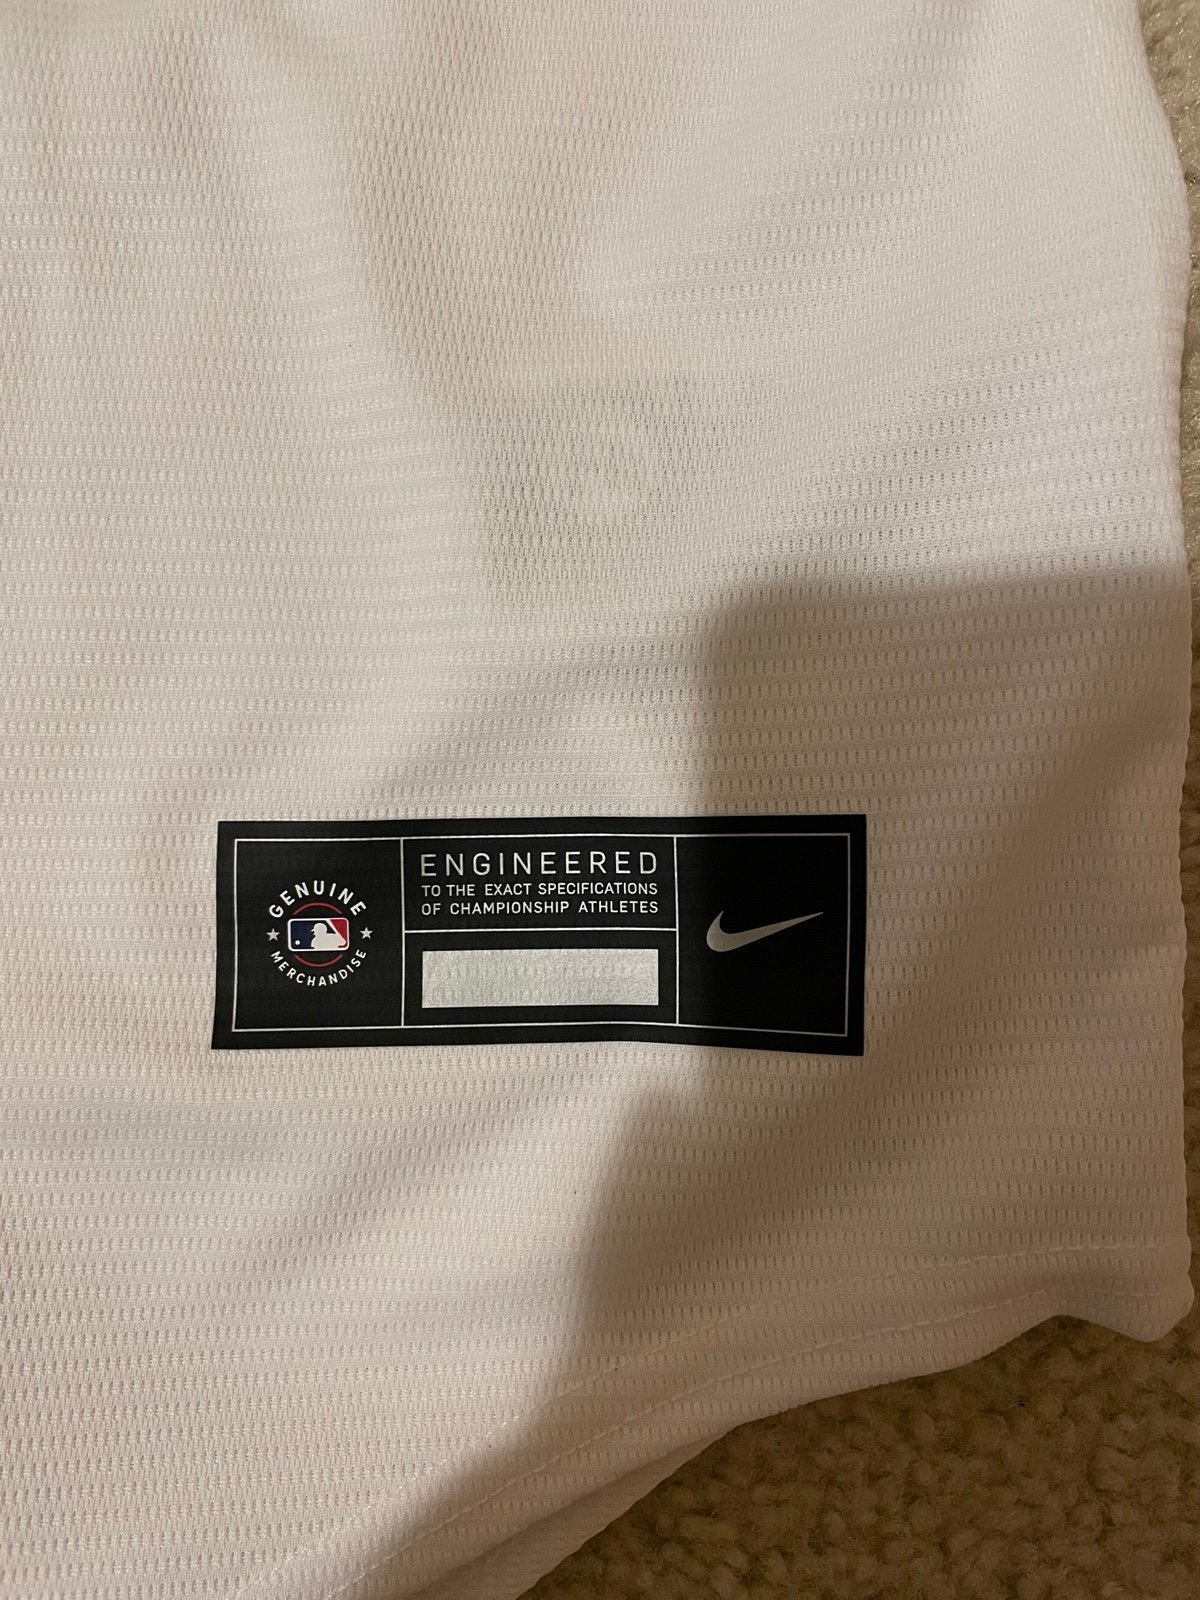 GENUINE
MERCHANDISE
ENGINEERED
TO THE EXACT SPECIFICATIONS
OF CHAMPIONSHIP ATHLETES